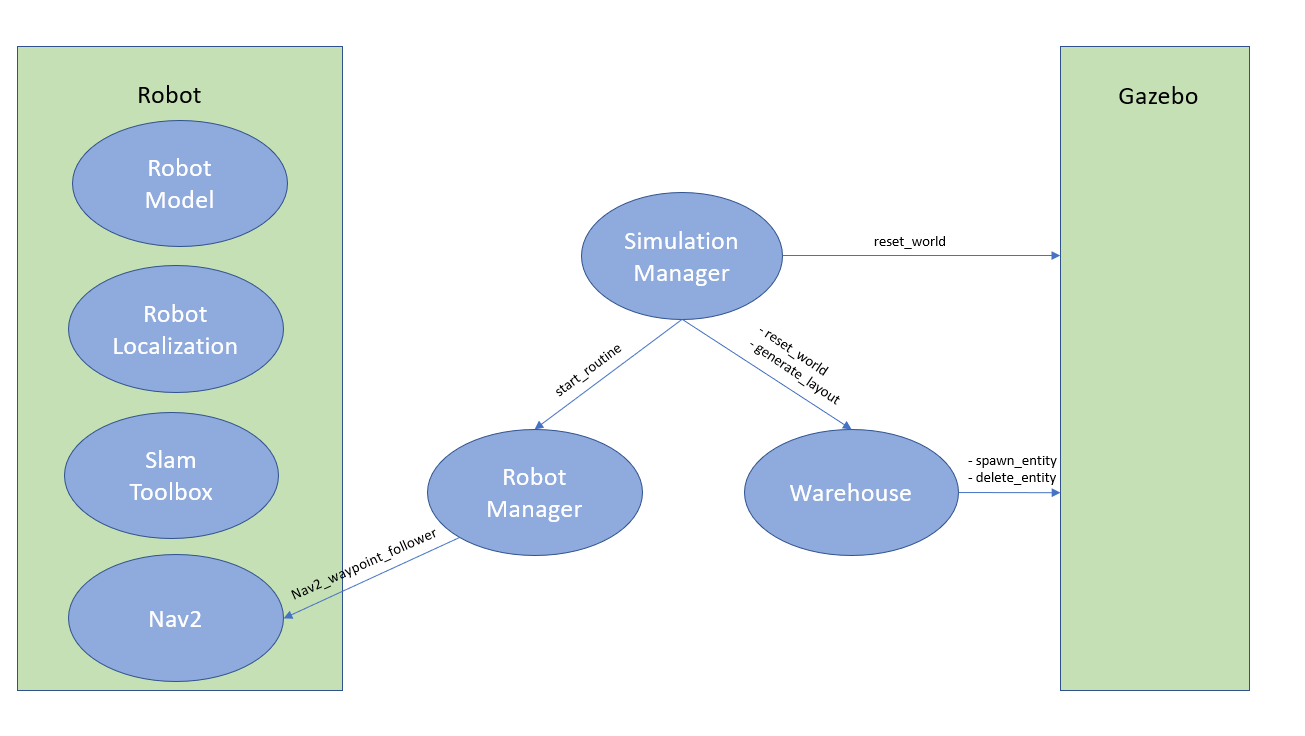 Robot
Robot
Model
Robot
Localization
Slam
Toolbox
Nav2
Simulation
Manager
reset_world
start_routine
- reset_world
- generate_layout
Robot
Manager
Nav2_waypoint_follower
Warehouse
- spawn_entity
- delete_entity
Gazebo